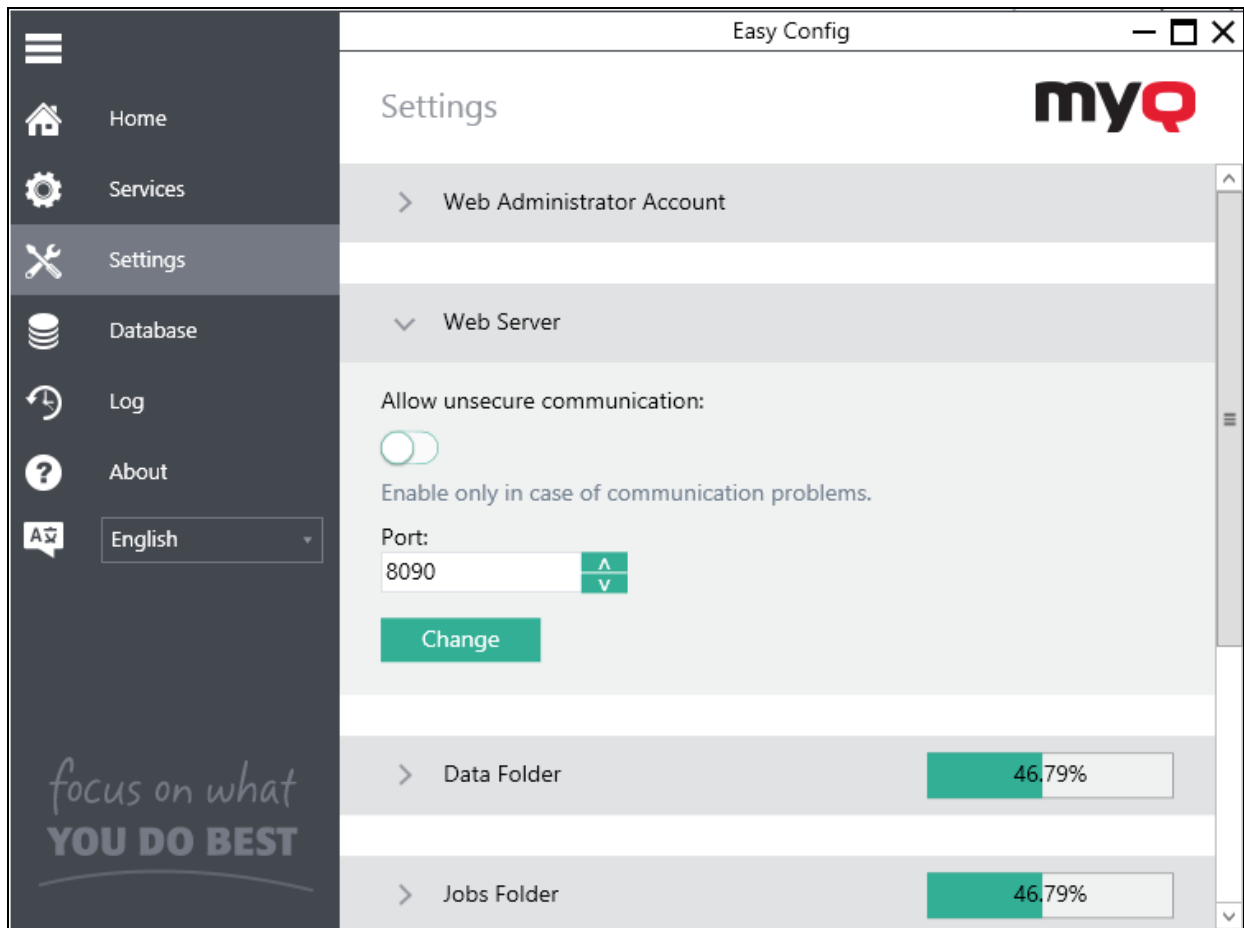 Easy Config
Home
Services
Settings
Database
Log
About
English
focus on what
YOU DO BEST
Settings
myQ
Web Administrator Account
Web Server
Allow unsecure communication:
Enable only in case of communication problems.
Port:
8090
Change
Data Folder 46.79%
Jobs Folder 46.79%